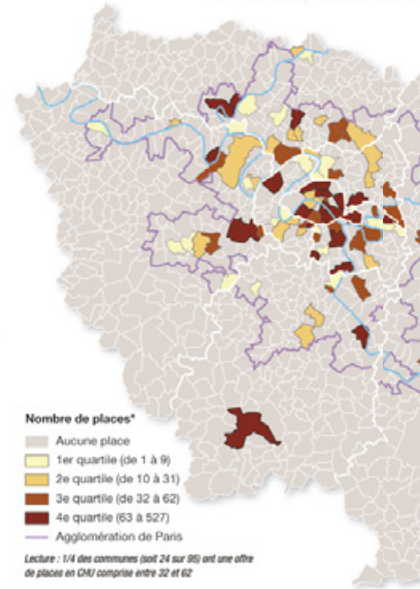 Nombre de places*
Aucune place
1er quartile (de 1 à 9)
2e quartile (de 10 à 31)
3e quartile (de 32 à 62)
4e quartile (63 à 527)
Agglomération de Paris
Lecture : 1/4 des communes (soit 24 sur 95) ont une offre
de places en CHU comprise entre 32 et 62